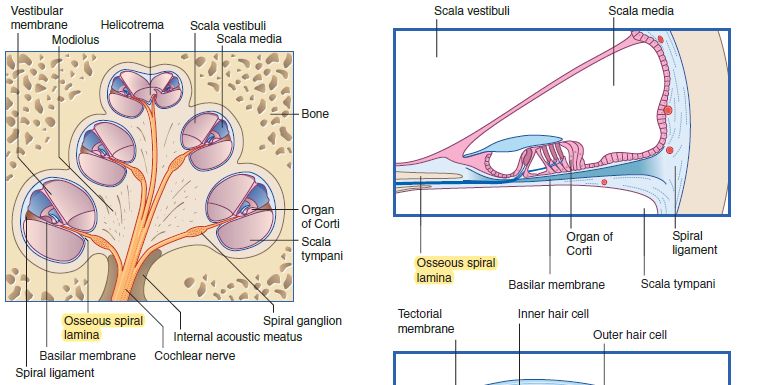 Vestibular
membrane
Modiolus
Helicotrema
Scala vestibuli
Scala media
Bone
Organ
of Corti
Scala
tympani
Osseous spiral
lamina
Spiral ganglion
Internal acoustic meatus
Basilar membrane
Cochlear nerve
Spiral ligament
Scala vestibuli
Scala media
Organ of
Corti
Spiral
ligament
Osseous spiral
lamina
Basilar membrane
Scala tympani
Tectorial
membrane
Inner hair cell
Outer hair cell